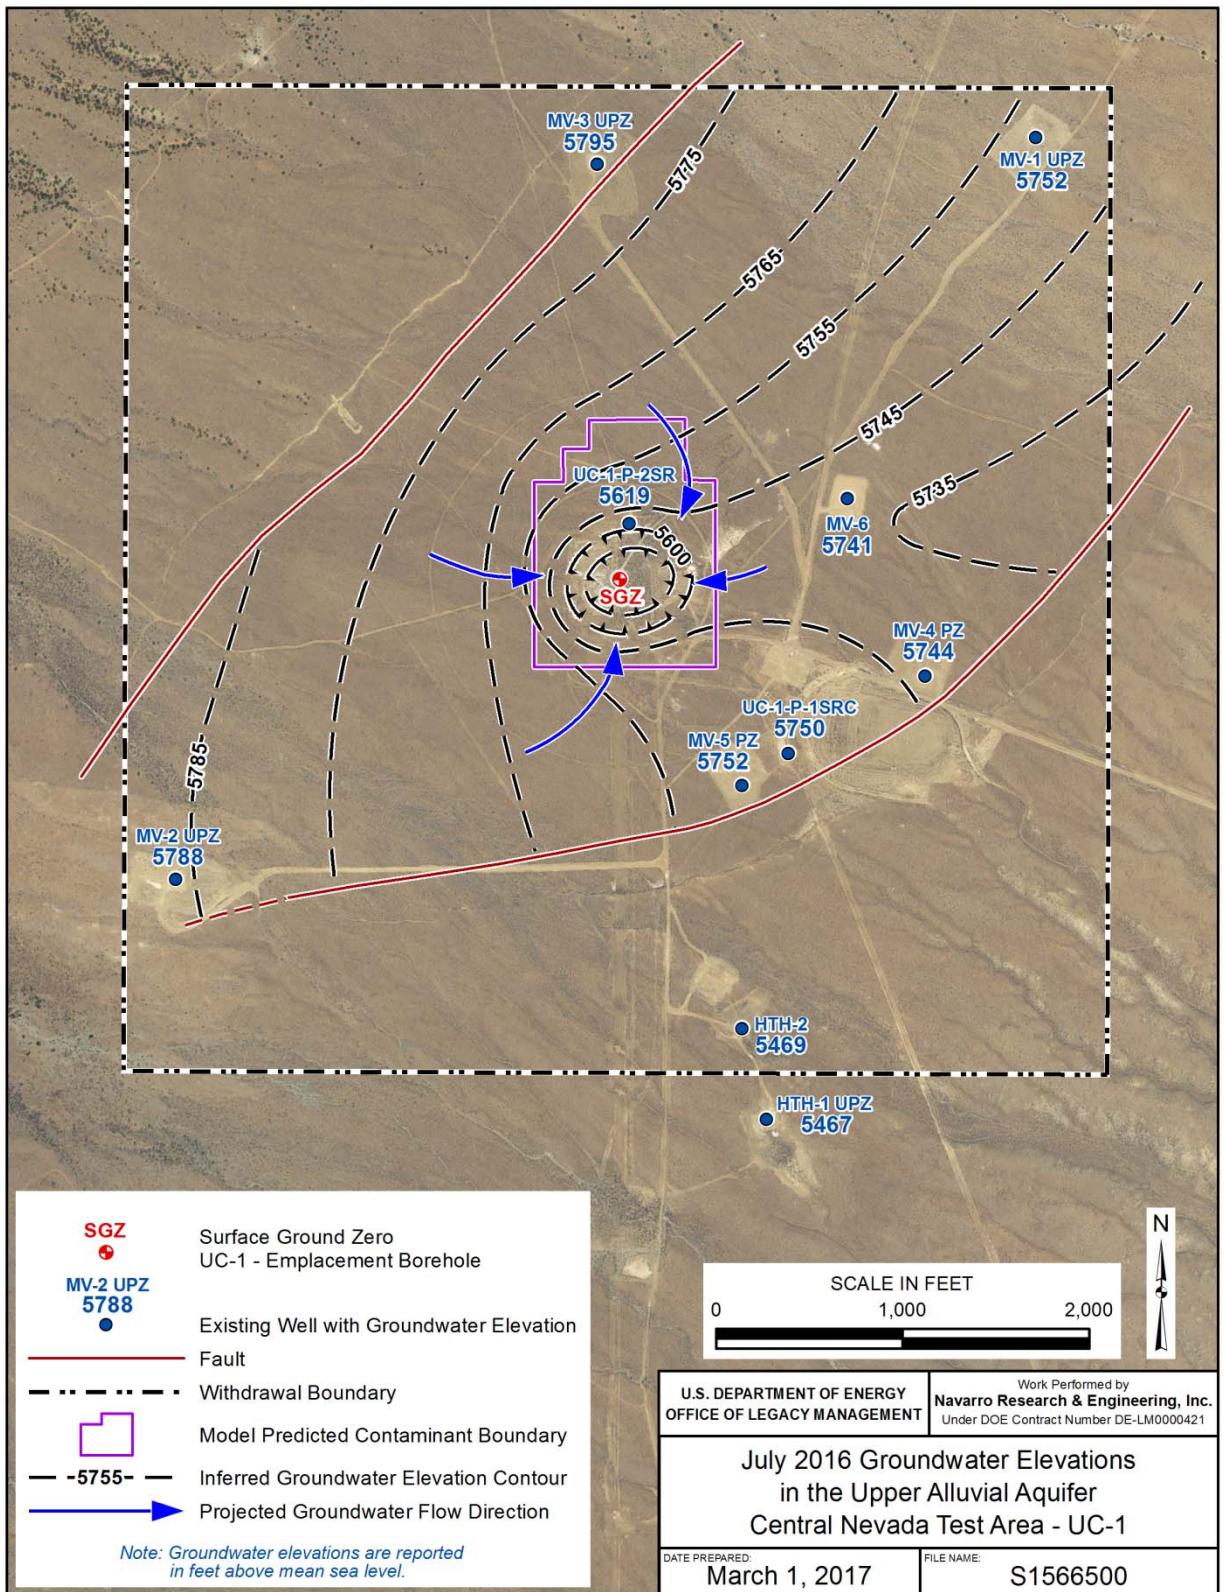 MV-3 UPZ
5795
MV-1 UPZ
5752
5775
5765
5755
5745
5735
UC-1-P-2SR
5619
5600
SGZ
MV-6
5741
MV-4 PZ
5744
UC-1-P-1SRC
5750
MV-5 PZ
5752
5785
MV-2 UPZ
5788
HTH-2
5469
HTH-1 UPZ
5467
SGZ
Surface Ground Zero
UC-1 - Emplacement Borehole
MV-2 UPZ
5788
Existing Well with Groundwater Elevation
Fault
Withdrawal Boundary
Model Predicted Contaminant Boundary
-5755-
Inferred Groundwater Elevation Contour
Projected Groundwater Flow Direction
Note: Groundwater elevations are reported
in feet above mean sea level.
N
SCALE IN FEET
0 1,000 2,000
U.S. DEPARTMENT OF ENERGY
OFFICE OF LEGACY MANAGEMENT
Work Performed by
Navarro Research & Engineering, Inc.
Under DOE Contract Number DE-LM0000421
July 2016 Groundwater Elevations
in the Upper Alluvial Aquifer
Central Nevada Test Area - UC-1
DATE PREPARED:
March 1, 2017
FILE NAME:
S1566500